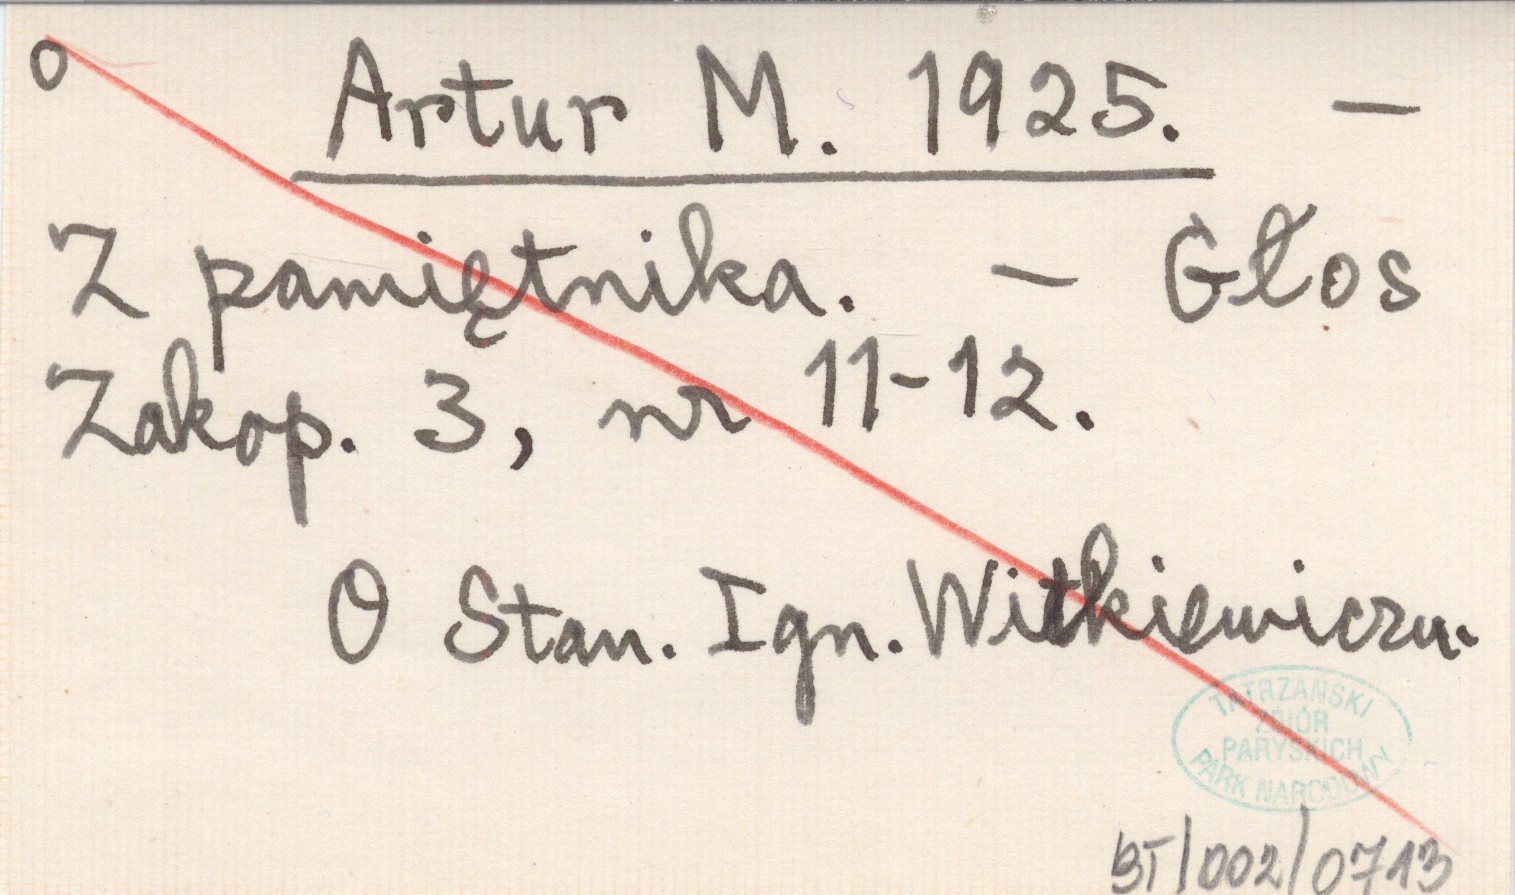 o Artur M. 1925. –
Z pamiętnika. – Głos
Zakop. 3, nr 11-12.
O Stan. Ign. Witkiewiczu.
TATRZAŃSKI
ZBIÓR
PARYSKICH
PARK NARODOWY
BT/002/0713